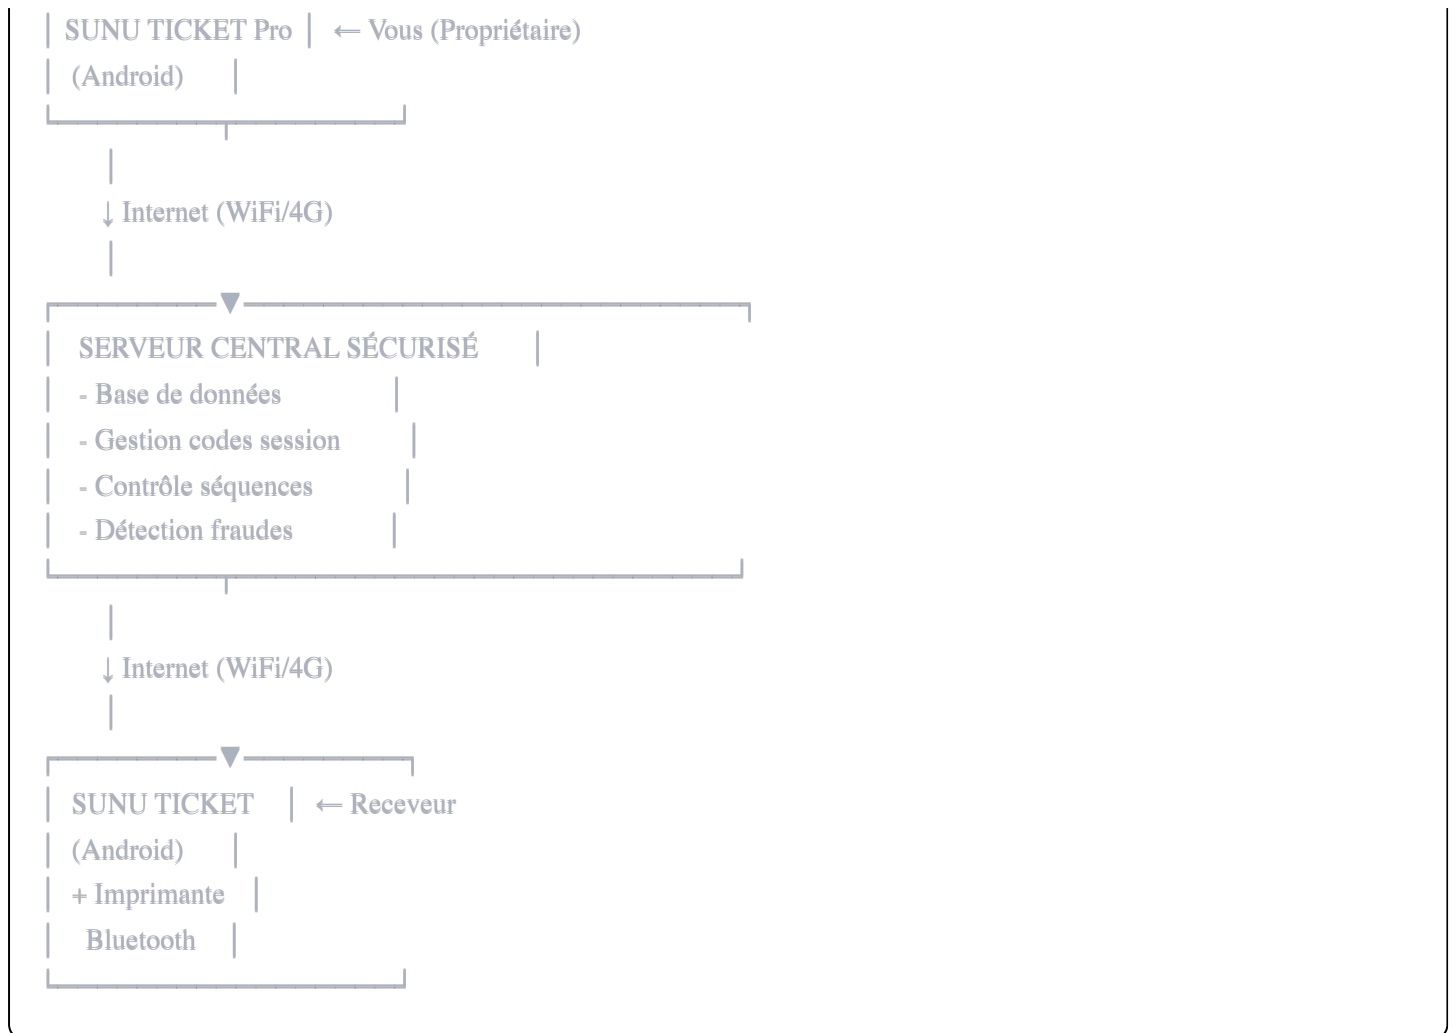 │ SUNU TICKET Pro │ ← Vous (Propriétaire)
│ (Android) │
└─────────┬─────────┘
│
↓ Internet (WiFi/4G)
│
┌─────────▼──────────────────────────┐
│ SERVEUR CENTRAL SÉCURISÉ │
│ - Base de données │
│ - Gestion codes session │
│ - Contrôle séquences │
│ - Détection fraudes │
└─────────┬──────────────────────────┘
│
↓ Internet (WiFi/4G)
│
┌─────────▼─────────┐
│ SUNU TICKET │ ← Receveur
│ (Android) │
│ + Imprimante │
│ Bluetooth │
└───────────────────┘